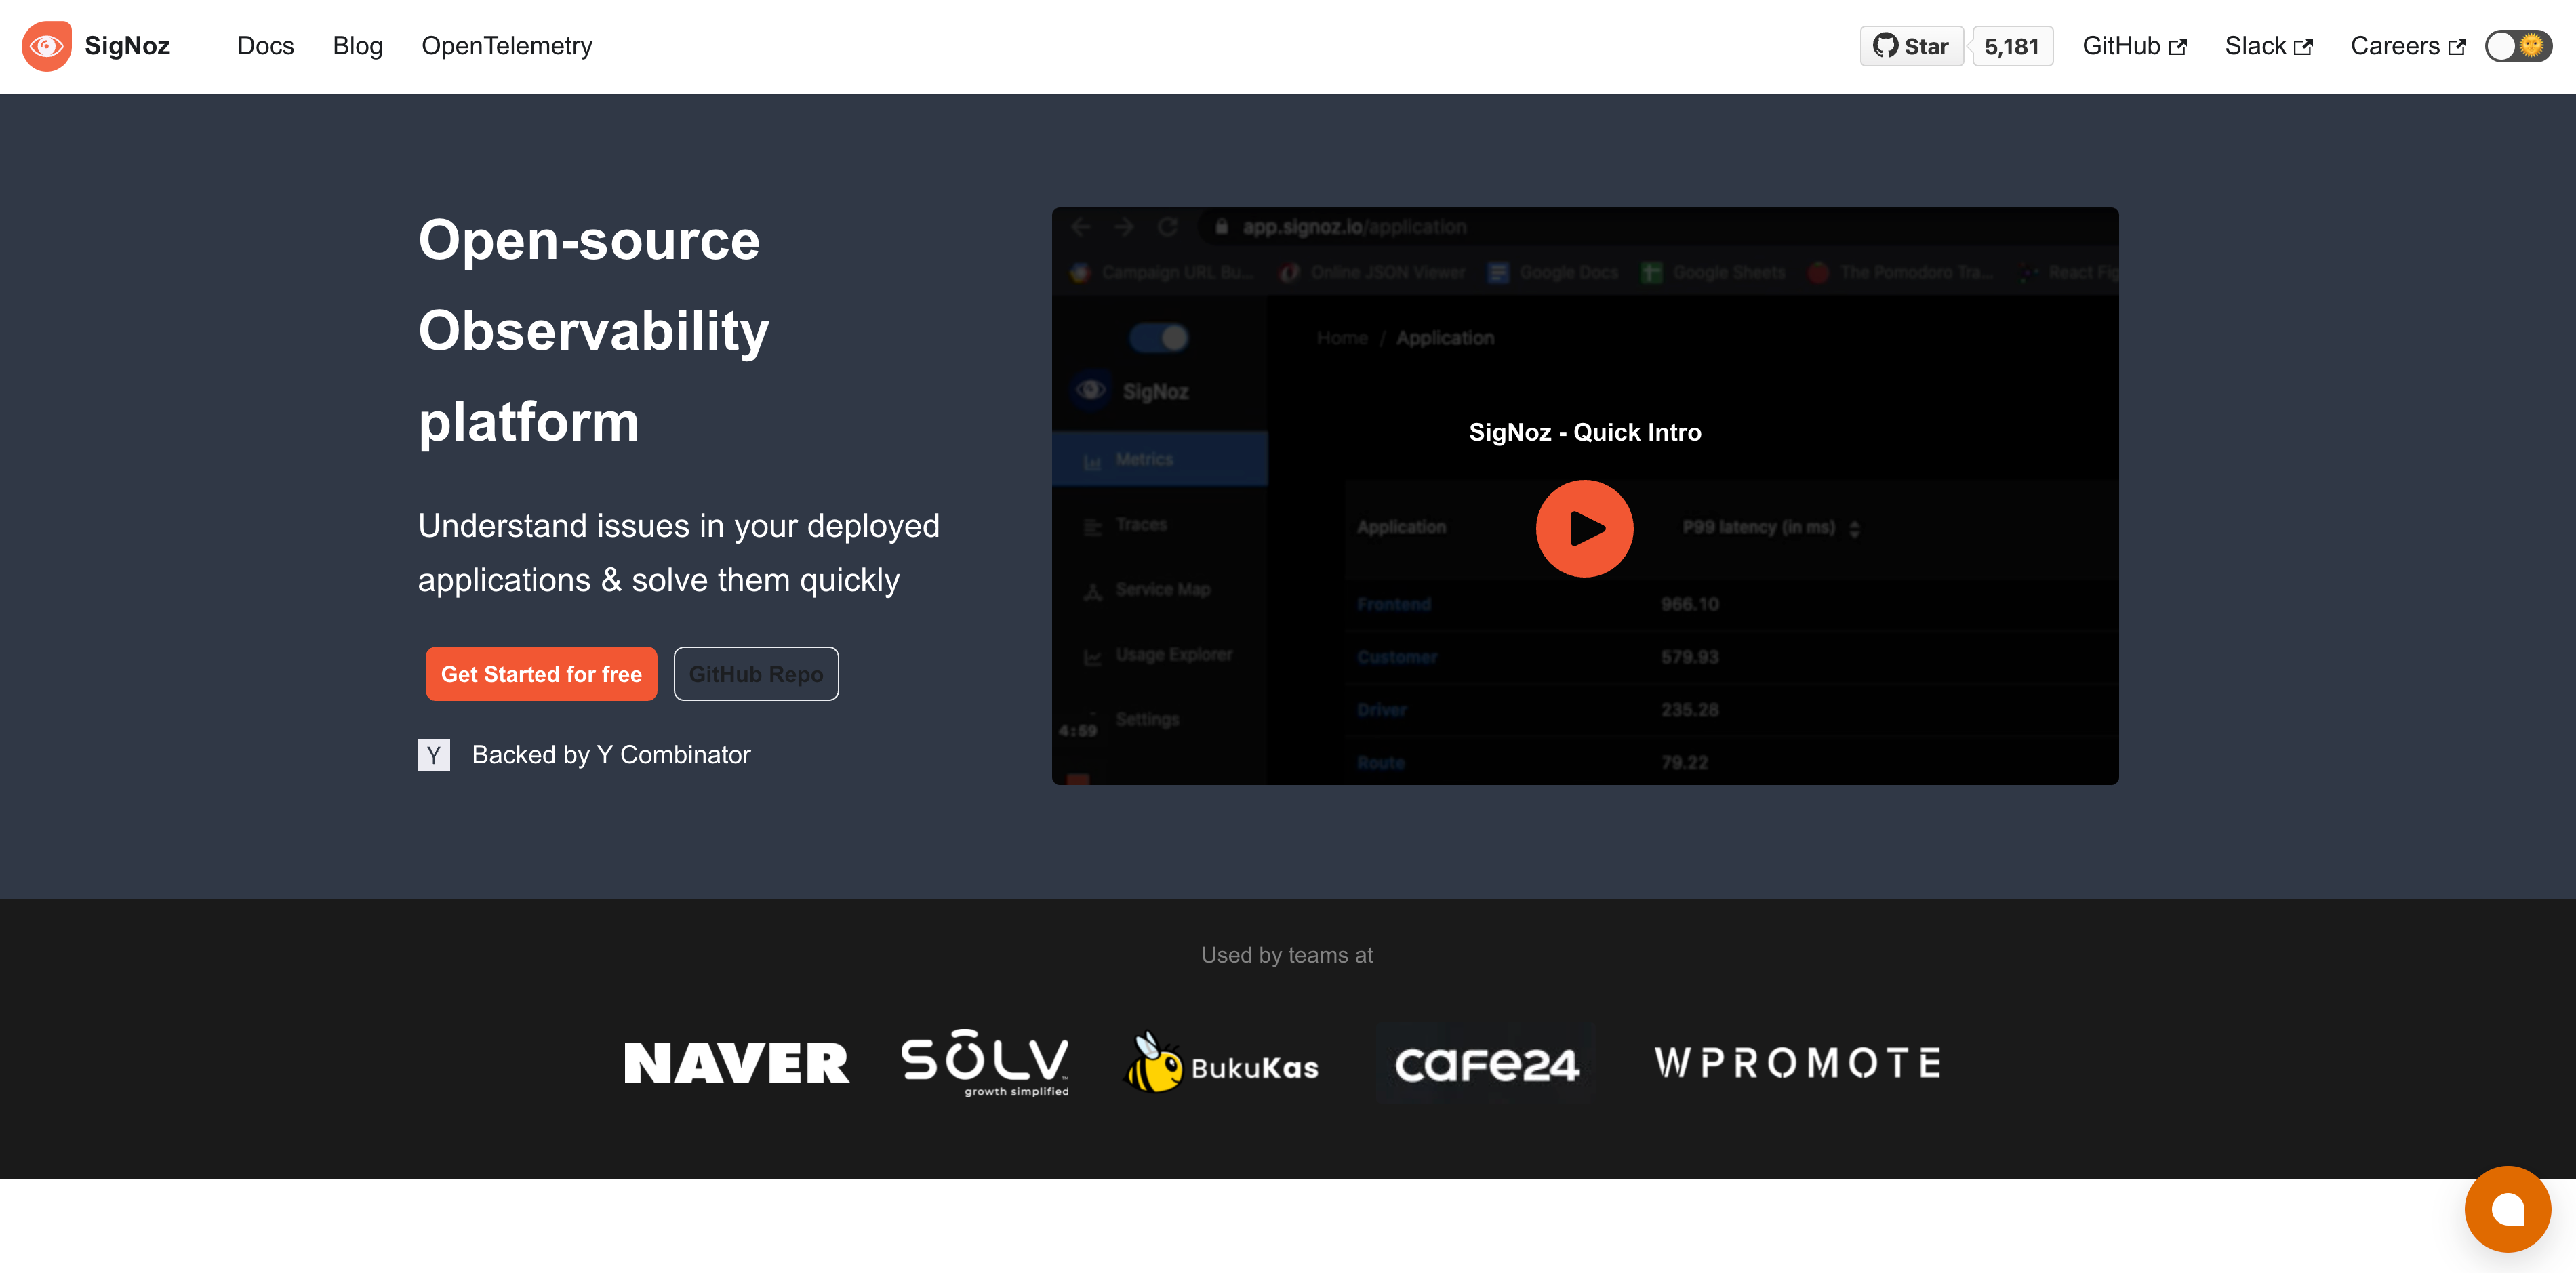 SigNoz
Docs
Blog
OpenTelemetry
Star
5,181
GitHub
Slack
Careers
Open-source
Observability
platform
Understand issues in your deployed
applications & solve them quickly
Get Started for free
GitHub Repo
Y
Backed by Y Combinator
app.signoz.io/application
Campaign URL Bu...
Online JSON Viewer
Google Docs
Google Sheets
The Pomodoro Tra...
React Fig
Home / Application
SigNoz
SigNoz - Quick Intro
Metrics
Traces
Service Map
Usage Explorer
Settings
4:59
Application
P99 latency (in ms)
Frontend
966.10
Customer
579.93
Driver
235.28
Route
79.22
Used by teams at
NAVER
SŌLV
TM
growth simplified
BukuKas
caFe24
WPROMOTE